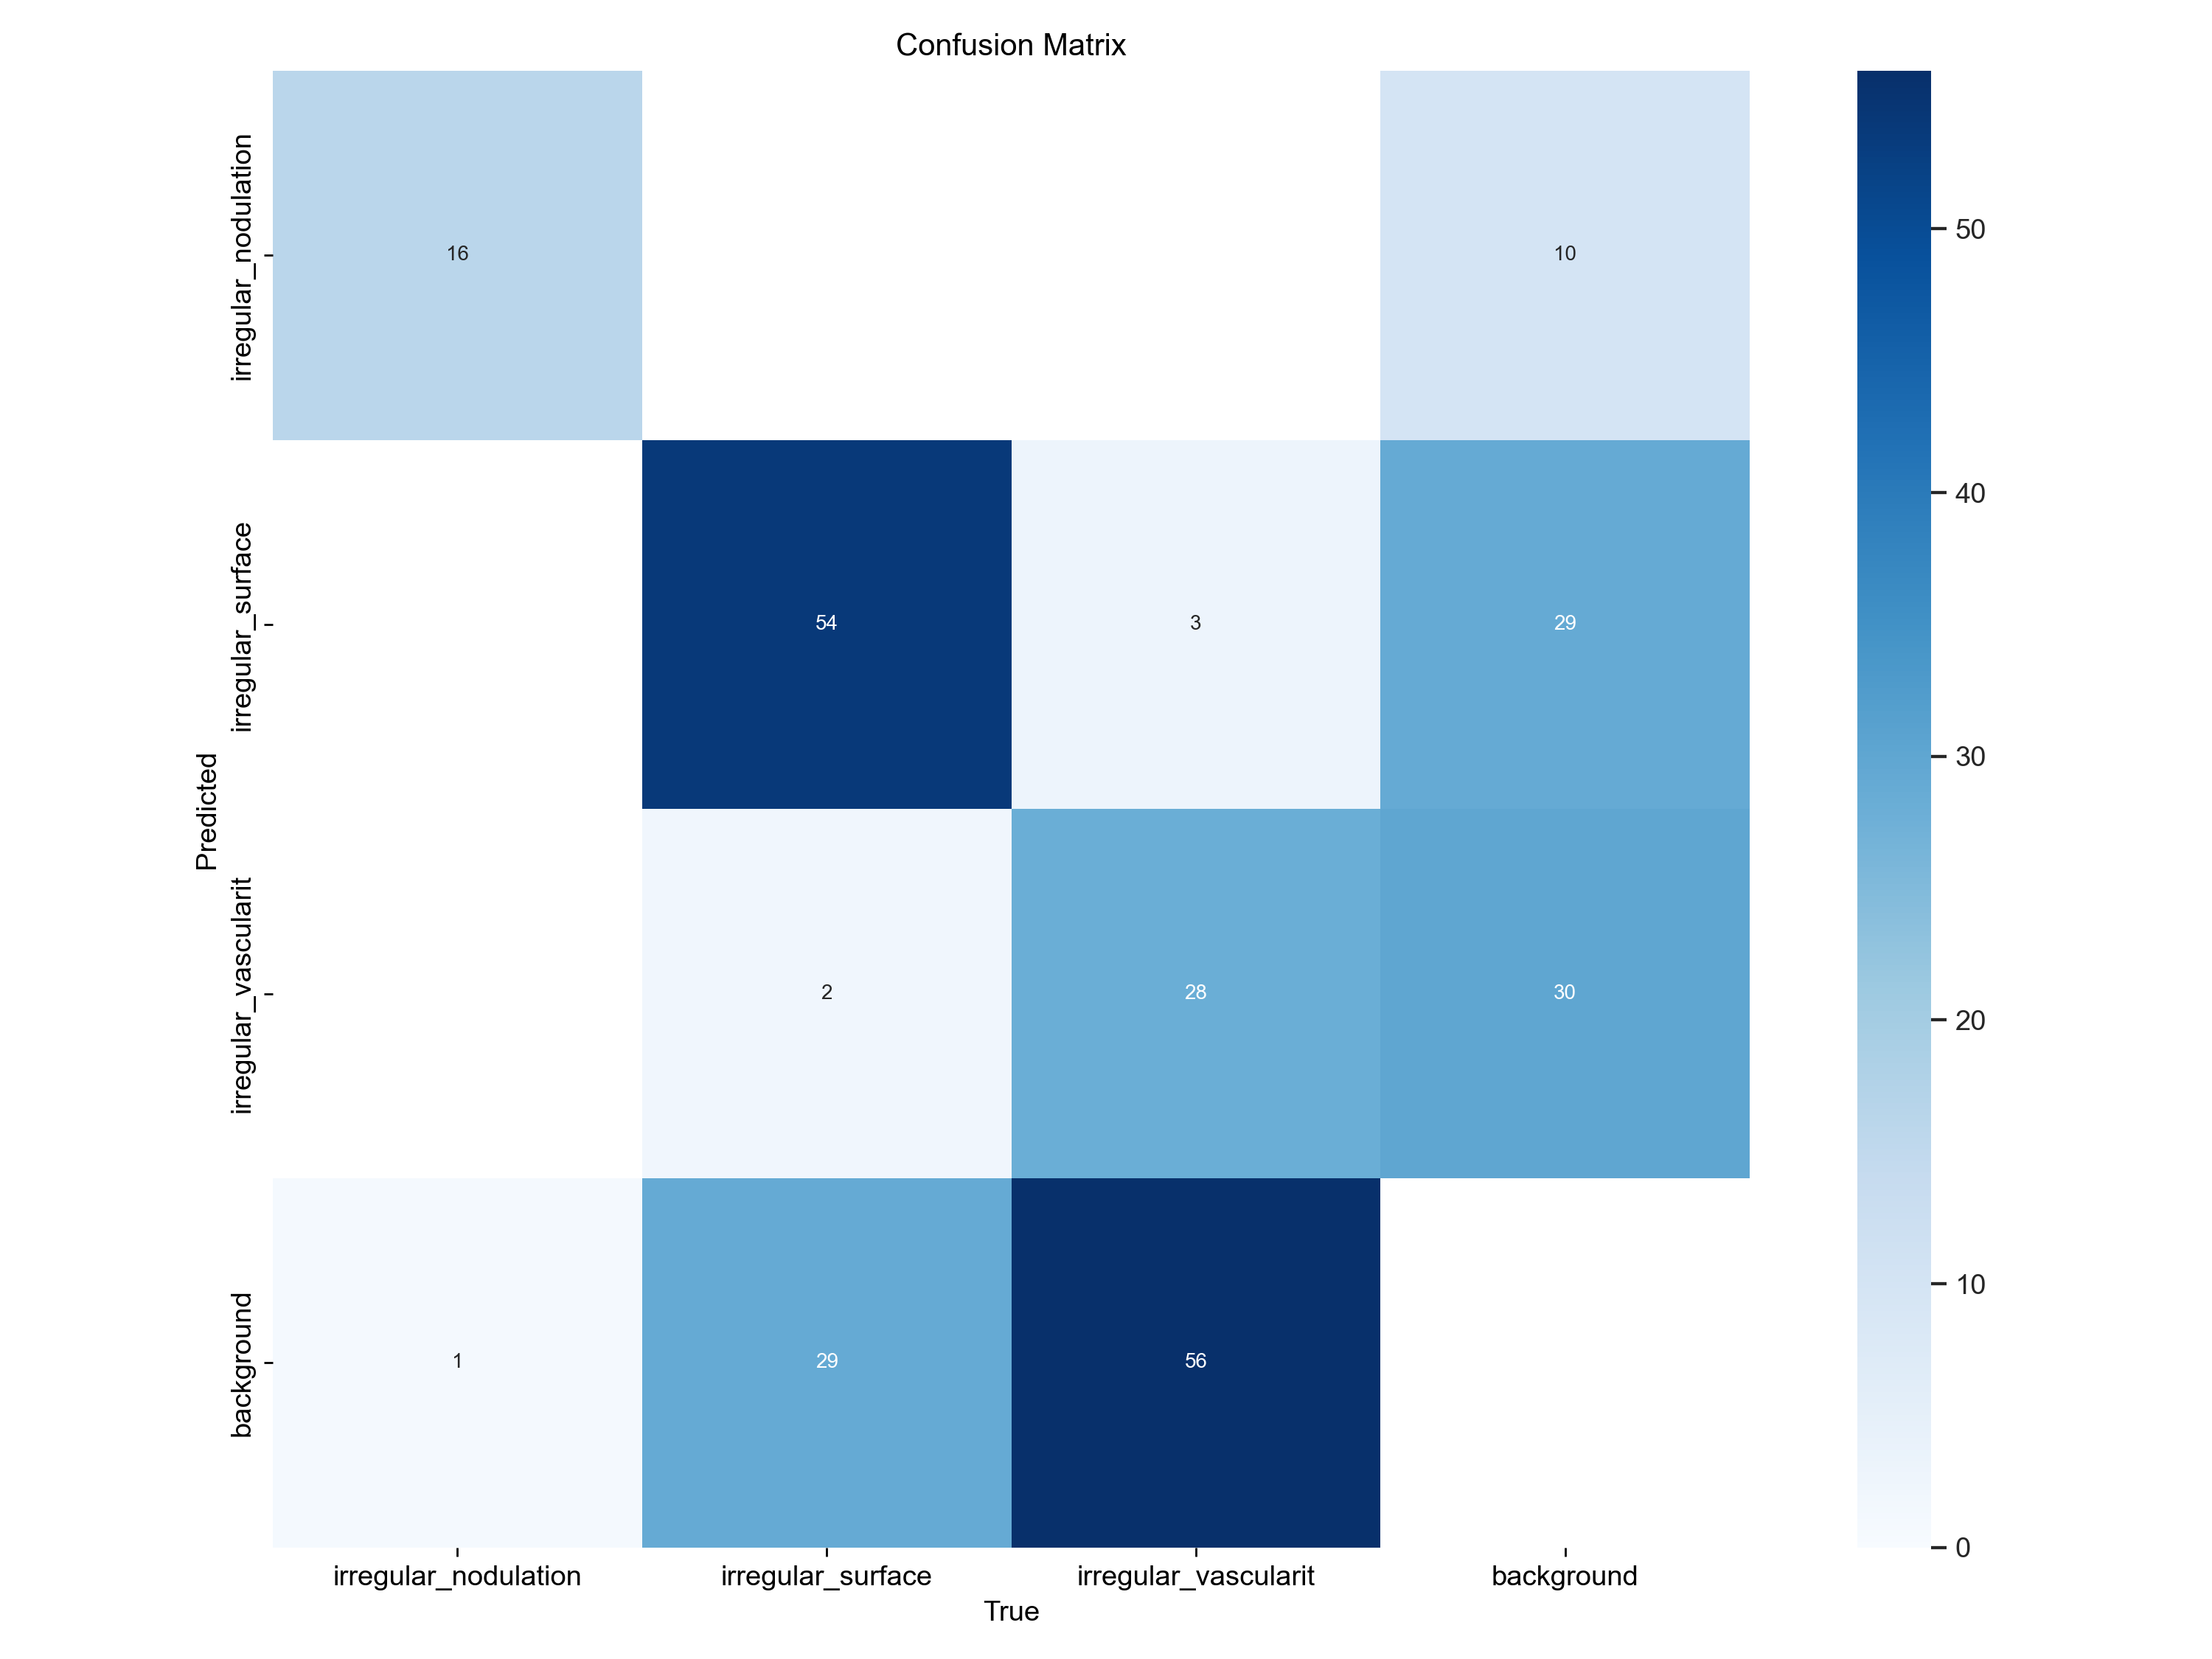 Confusion Matrix
Predicted
irregular_nodulation
16
10
irregular_surface
54
3
29
irregular_vascularit
2
28
30
background
1
29
56
irregular_nodulation
irregular_surface
irregular_vascularit
background
True
50
40
30
20
10
0